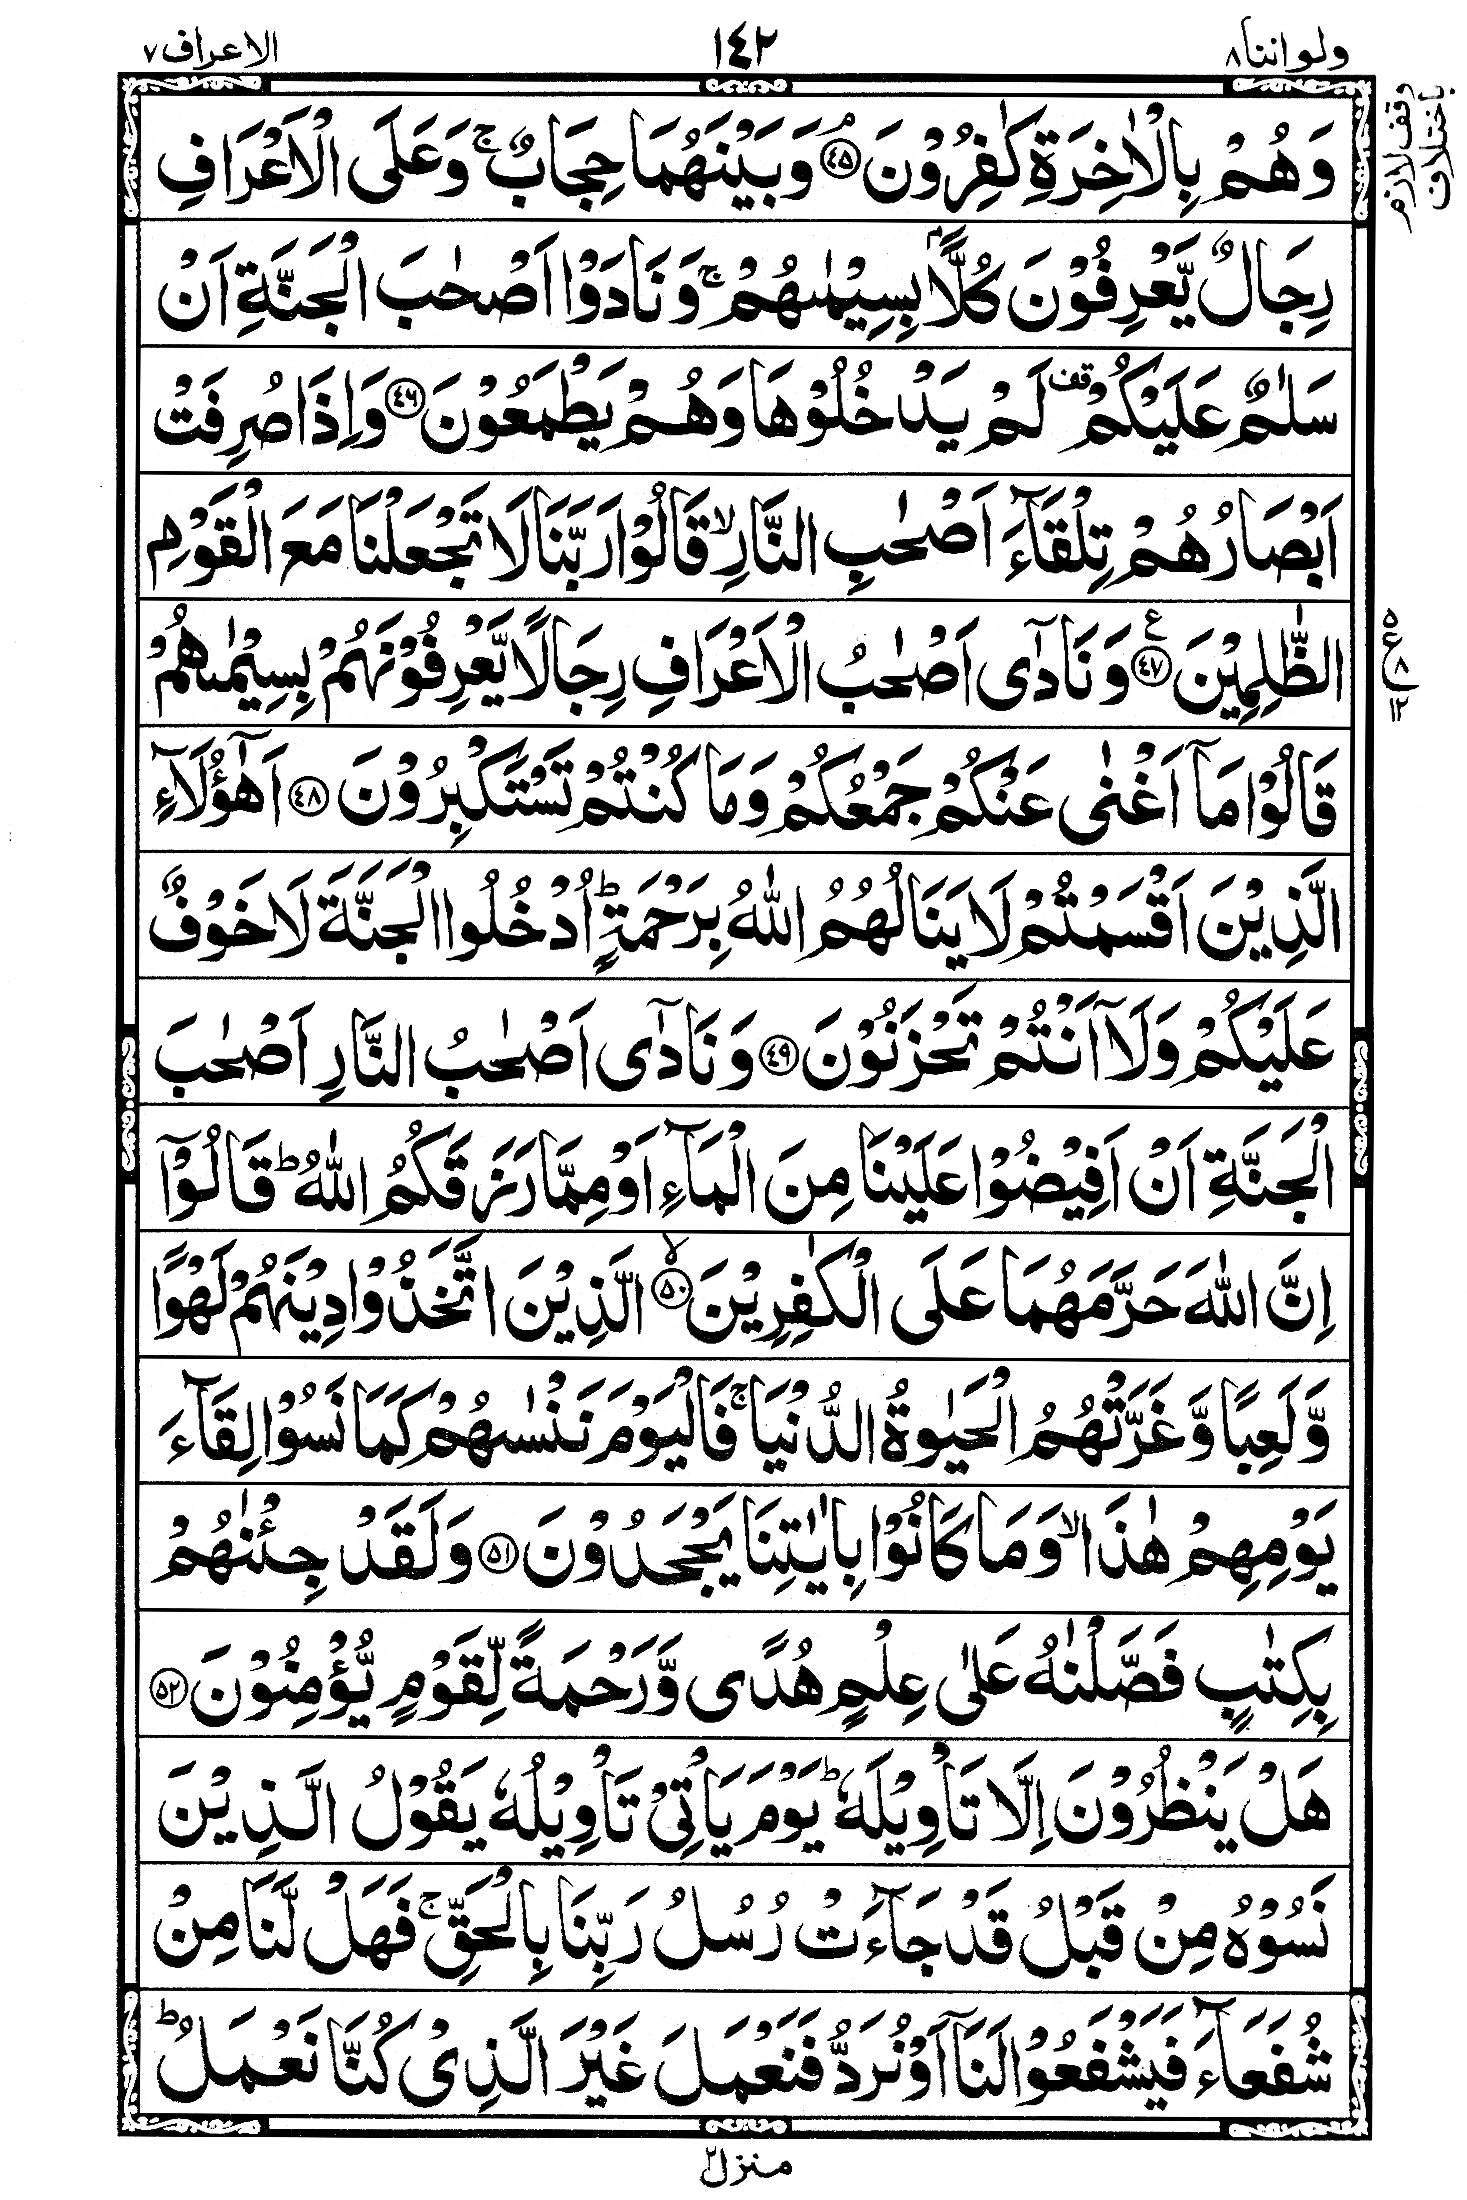 ولو اننا ٨
١٤٢
الاعراف ٧
وقف لازم
باختلاف
وَهُمْ بِالْاٰخِرَةِ كٰفِرُوْنَ ۘ‏﴿٤٥﴾ وَبَيْنَهُمَا حِجَابٌ ۚ وَعَلَى الْاَعْرَافِ
رِجَالٌ يَّعْرِفُوْنَ كُلًّاۢ بِسِيْمٰىهُمْ ۚ وَنَادَوْا اَصْحٰبَ الْجَنَّةِ اَنْ
سَلٰمٌ عَلَيْكُمْ قف لَمْ يَدْخُلُوْهَا وَهُمْ يَطْمَعُوْنَ ﴿٤٦﴾ وَاِذَا صُرِفَتْ
اَبْصَارُهُمْ تِلْقَآءَ اَصْحٰبِ النَّارِ ۙ قَالُوْا رَبَّنَا لَا تَجْعَلْنَا مَعَ الْقَوْمِ
الظّٰلِمِيْنَ ﴿٤٧﴾ ع وَنَادٰٓى اَصْحٰبُ الْاَعْرَافِ رِجَالًا يَّعْرِفُوْنَهُمْ بِسِيْمٰىهُمْ
٥
ع
٨
١٢
قَالُوْا مَآ اَغْنٰى عَنْكُمْ جَمْعُكُمْ وَمَا كُنْتُمْ تَسْتَكْبِرُوْنَ ﴿٤٨﴾ اَهٰٓؤُلَآءِ
الَّذِيْنَ اَقْسَمْتُمْ لَا يَنَالُهُمُ اللّٰهُ بِرَحْمَةٍ ؕ اُدْخُلُوا الْجَنَّةَ لَا خَوْفٌ
عَلَيْكُمْ وَلَآ اَنْتُمْ تَحْزَنُوْنَ ﴿٤٩﴾ وَنَادٰٓى اَصْحٰبُ النَّارِ اَصْحٰبَ
الْجَنَّةِ اَنْ اَفِيْضُوْا عَلَيْنَا مِنَ الْمَآءِ اَوْ مِمَّا رَزَقَكُمُ اللّٰهُ ؕ قَالُوْٓا
اِنَّ اللّٰهَ حَرَّمَهُمَا عَلَى الْكٰفِرِيْنَ ۙ‏﴿٥٠﴾ الَّذِيْنَ اتَّخَذُوْا دِيْنَهُمْ لَهْوًا
وَّلَعِبًا وَّغَرَّتْهُمُ الْحَيٰوةُ الدُّنْيَا ۚ فَالْيَوْمَ نَنْسٰىهُمْ كَمَا نَسُوْا لِقَآءَ
يَوْمِهِمْ هٰذَا ۙ وَمَا كَانُوْا بِاٰيٰتِنَا يَجْحَدُوْنَ ﴿٥١﴾ وَلَقَدْ جِئْنٰهُمْ
بِكِتٰبٍ فَصَّلْنٰهُ عَلٰى عِلْمٍ هُدًى وَّرَحْمَةً لِّقَوْمٍ يُّؤْمِنُوْنَ ﴿٥٢﴾
هَلْ يَنْظُرُوْنَ اِلَّا تَاْوِيْلَهٗ ؕ يَوْمَ يَاْتِيْ تَاْوِيْلُهٗ يَقُوْلُ الَّذِيْنَ
نَسُوْهُ مِنْ قَبْلُ قَدْ جَآءَتْ رُسُلُ رَبِّنَا بِالْحَقِّ ۚ فَهَلْ لَّنَا مِنْ
شُفَعَآءَ فَيَشْفَعُوْا لَنَآ اَوْ نُرَدُّ فَنَعْمَلَ غَيْرَ الَّذِيْ كُنَّا نَعْمَلُ ؕ
منزل ٢